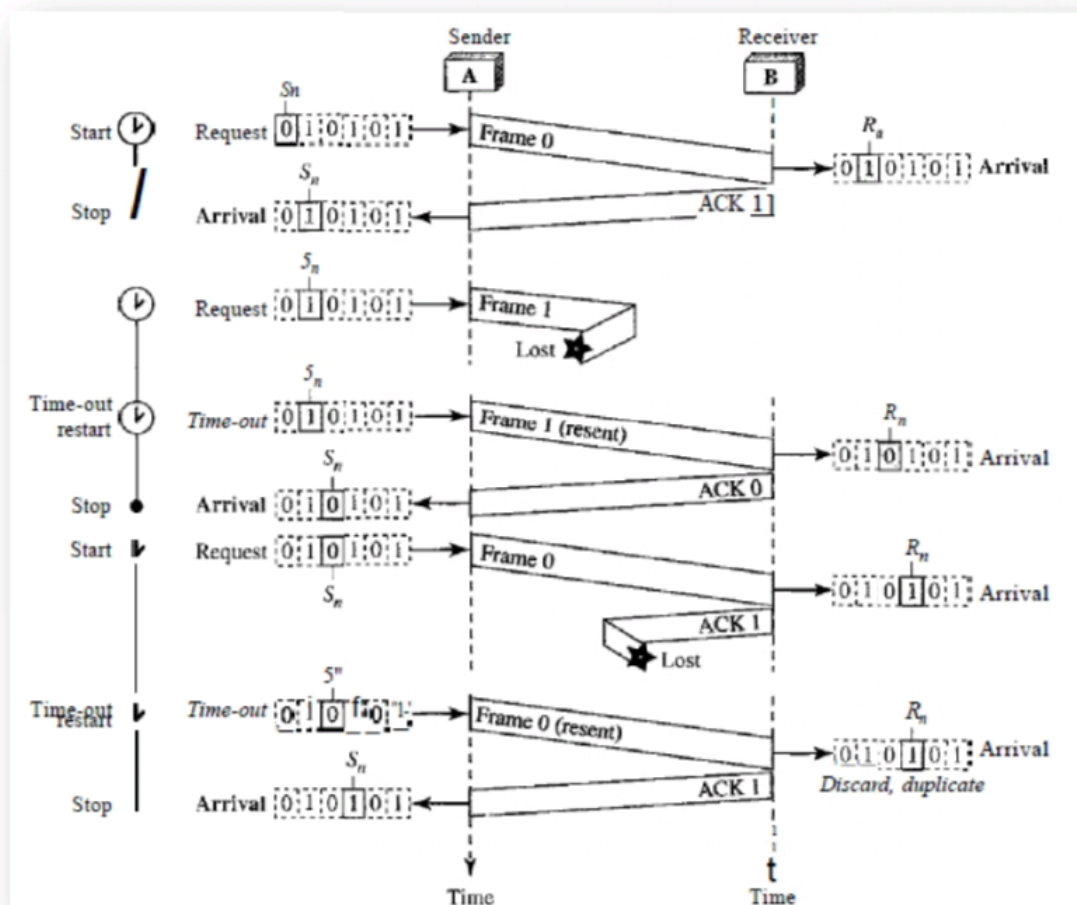 Sender Receiver
A B
Sn
Start Request 0 1 0 1 0 1 Frame 0
Rn
0 1 0 1 0 1 Arrival
Sn
Stop Arrival 0 1 0 1 0 1 ACK 1]
5n
Request 0 1 0 1 0 1 Frame 1
Lost
5n
Time-out
restart
Time-out 0 1 0 1 0 1 Frame 1 (resent)
Rn
0 1 0 1 0 1 Arrival
Sn
ACK 0
Stop Arrival 0 1 0 1 0 1
Start Request 0 1 0 1 0 1 Frame 0
Sn
Rn
0 1 0 1 0 1 Arrival
ACK 1
Lost
5"
Time-out
restart
Time-out Frame 0 (resent)
Rn
0 1 0 1 0 1 Arrival
Discard, duplicate
Sn
ACK 1
Stop Arrival 0 1 0 1 0 1
t
Time Time